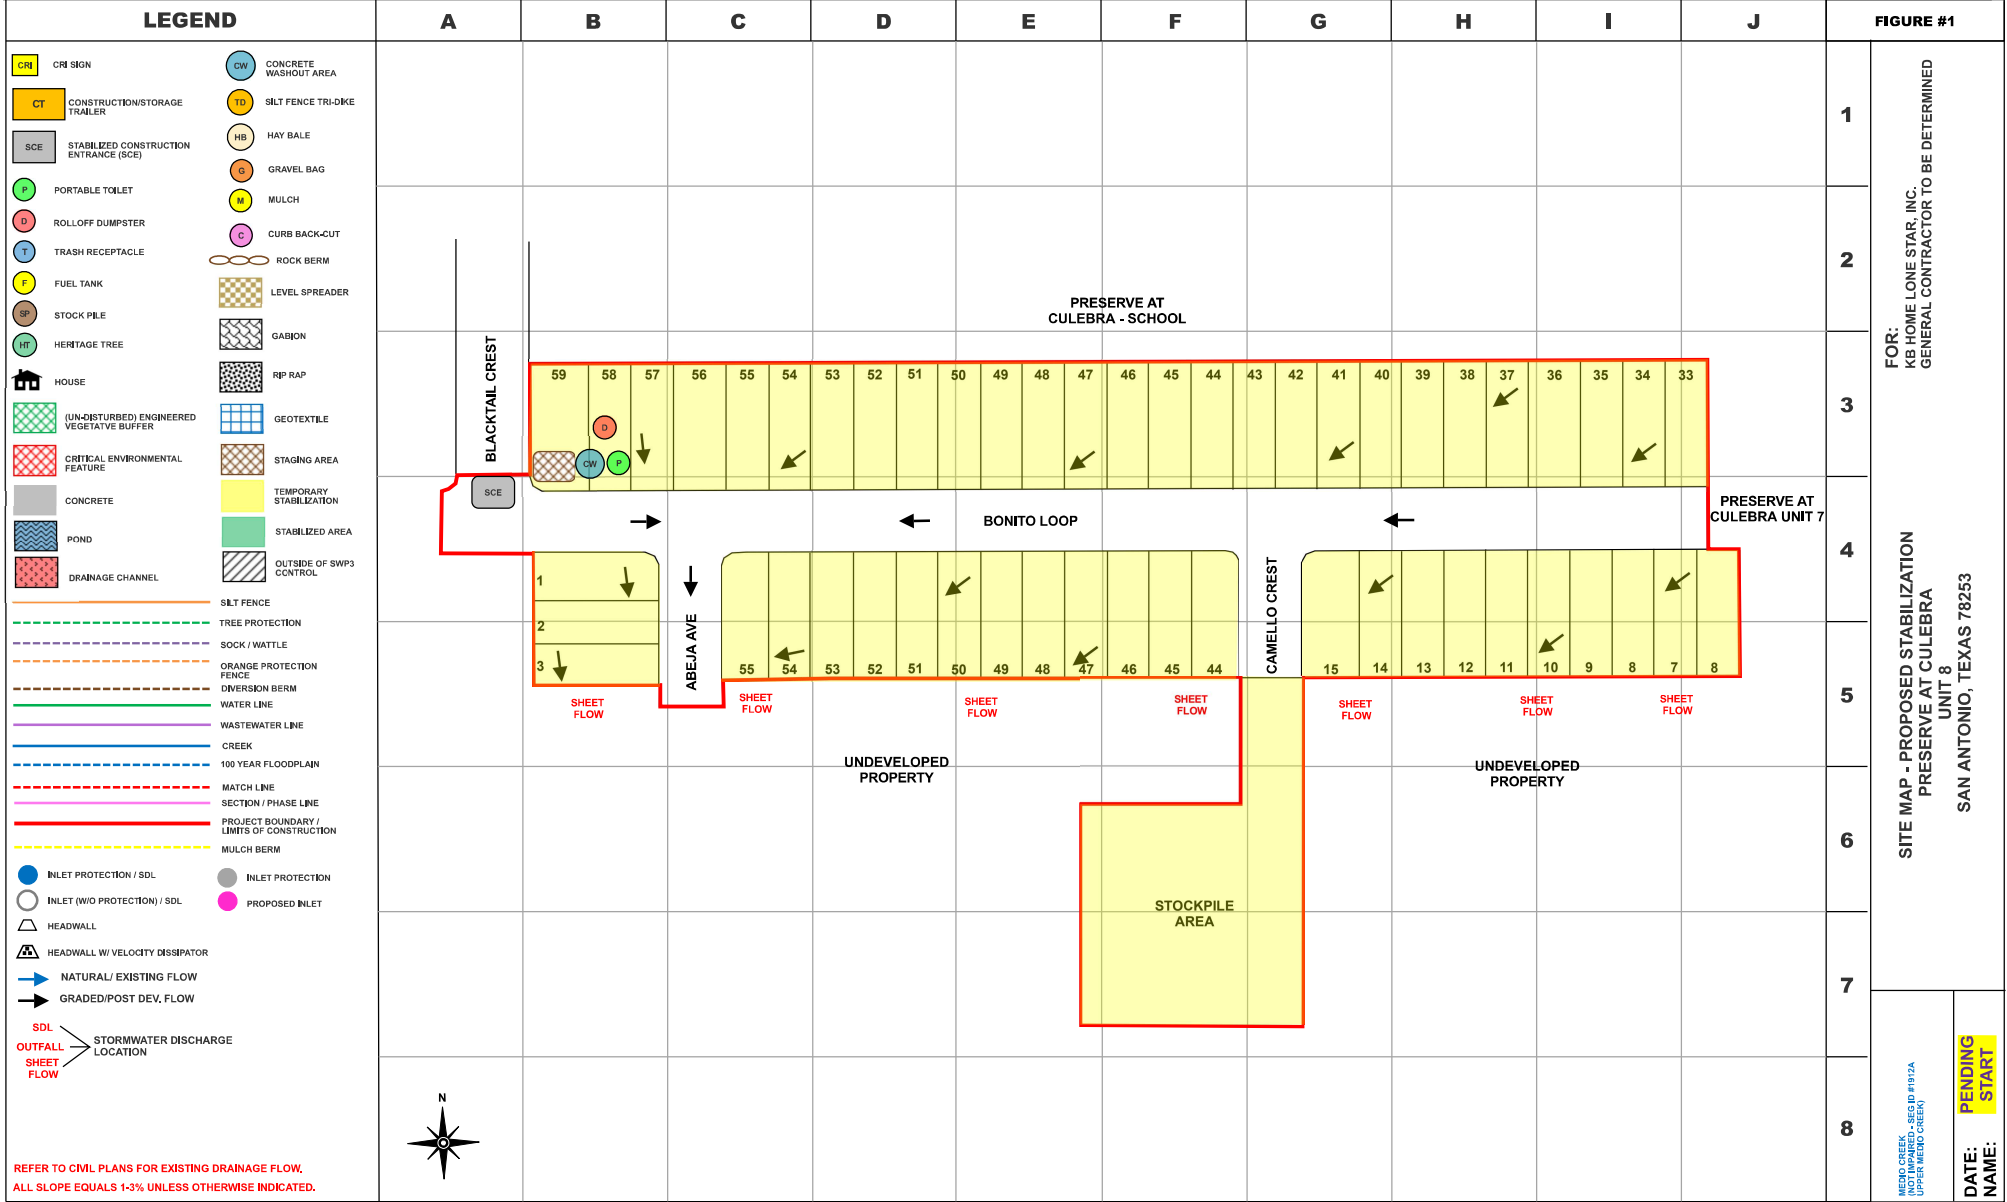 LEGEND
A B C D E F G H I J
FIGURE #1
CRI CRI SIGN
CT CONSTRUCTION/STORAGE
TRAILER
SCE STABILIZED CONSTRUCTION
ENTRANCE (SCE)
P PORTABLE TOILET
D ROLLOFF DUMPSTER
T TRASH RECEPTACLE
F FUEL TANK
SP STOCK PILE
HT HERITAGE TREE
HOUSE
(UN-DISTURBED) ENGINEERED
VEGETATVE BUFFER
CRITICAL ENVIRONMENTAL
FEATURE
CONCRETE
POND
DRAINAGE CHANNEL
CW CONCRETE
WASHOUT AREA
TD SILT FENCE TRI-DIKE
HB HAY BALE
G GRAVEL BAG
M MULCH
C CURB BACK-CUT
ROCK BERM
LEVEL SPREADER
GABION
RIP RAP
GEOTEXTILE
STAGING AREA
TEMPORARY
STABILIZATION
STABILIZED AREA
OUTSIDE OF SWP3
CONTROL
SILT FENCE
TREE PROTECTION
SOCK / WATTLE
ORANGE PROTECTION
FENCE
DIVERSION BERM
WATER LINE
WASTEWATER LINE
CREEK
100 YEAR FLOODPLAIN
MATCH LINE
SECTION / PHASE LINE
PROJECT BOUNDARY /
LIMITS OF CONSTRUCTION
MULCH BERM
INLET PROTECTION / SDL
INLET PROTECTION
INLET (W/O PROTECTION) / SDL
PROPOSED INLET
HEADWALL
HEADWALL W/ VELOCITY DISSIPATOR
NATURAL/ EXISTING FLOW
GRADED/POST DEV. FLOW
SDL
OUTFALL
SHEET
FLOW
STORMWATER DISCHARGE
LOCATION
REFER TO CIVIL PLANS FOR EXISTING DRAINAGE FLOW.
ALL SLOPE EQUALS 1-3% UNLESS OTHERWISE INDICATED.
PRESERVE AT
CULEBRA - SCHOOL
BLACKTAIL CREST
59 58 57 56 55 54 53 52 51 50 49 48 47 46 45 44 43 42 41 40 39 38 37 36 35 34 33
D
CW
P
SCE
BONITO LOOP
PRESERVE AT
CULEBRA UNIT 7
1
2
3
ABEJA AVE
CAMELLO CREST
55 54 53 52 51 50 49 48 47 46 45 44
15 14 13 12 11 10 9 8 7 8
SHEET
FLOW
SHEET
FLOW
SHEET
FLOW
SHEET
FLOW
SHEET
FLOW
SHEET
FLOW
SHEET
FLOW
UNDEVELOPED
PROPERTY
UNDEVELOPED
PROPERTY
STOCKPILE
AREA
N
1
2
3
4
5
6
7
8
FOR:
KB HOME LONE STAR, INC.
GENERAL CONTRACTOR TO BE DETERMINED
SITE MAP - PROPOSED STABILIZATION
PRESERVE AT CULEBRA
UNIT 8
SAN ANTONIO, TEXAS 78253
MEDIO CREEK
(NOT IMPAIRED - SEG ID #1912A
UPPER MEDIO CREEK)
DATE:
NAME:
PENDING
START